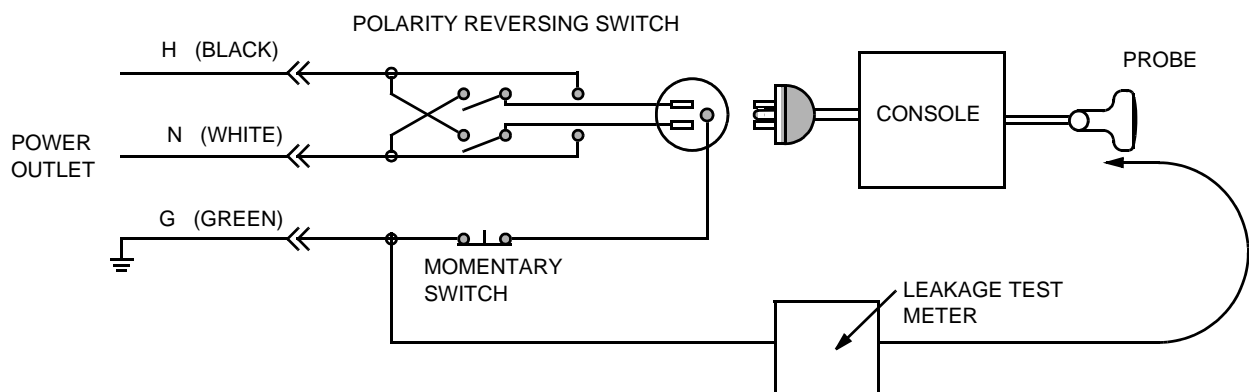 POLARITY REVERSING SWITCH
H (BLACK)
PROBE
CONSOLE
N (WHITE)
POWER
OUTLET
G (GREEN)
MOMENTARY
SWITCH
LEAKAGE TEST
METER